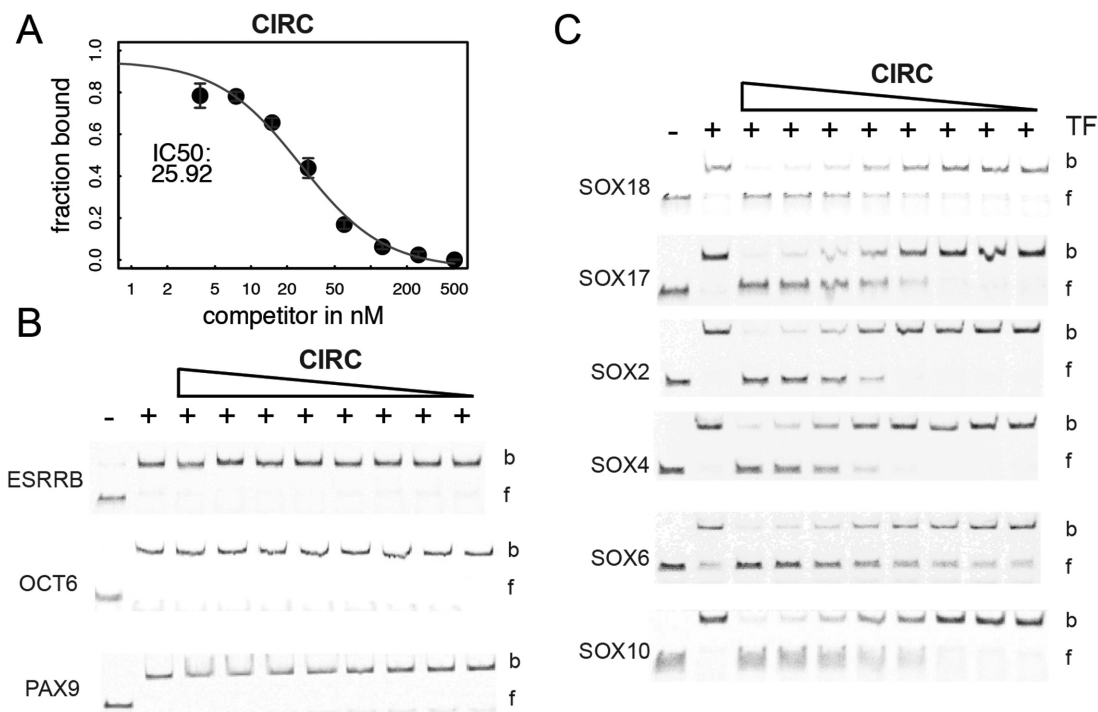 A
CIRC
fraction bound
1.0
0.8
0.6
0.4
0.2
0.0
IC50:
25.92
1 2 5 10 20 50 200 500
competitor in nM
B
CIRC
- + + + + + + + + +
ESRRB b
f
OCT6 b
f
PAX9 b
f
C
CIRC
- + + + + + + + + + TF
SOX18 b
f
SOX17 b
f
SOX2 b
f
SOX4 b
f
SOX6 b
f
SOX10 b
f